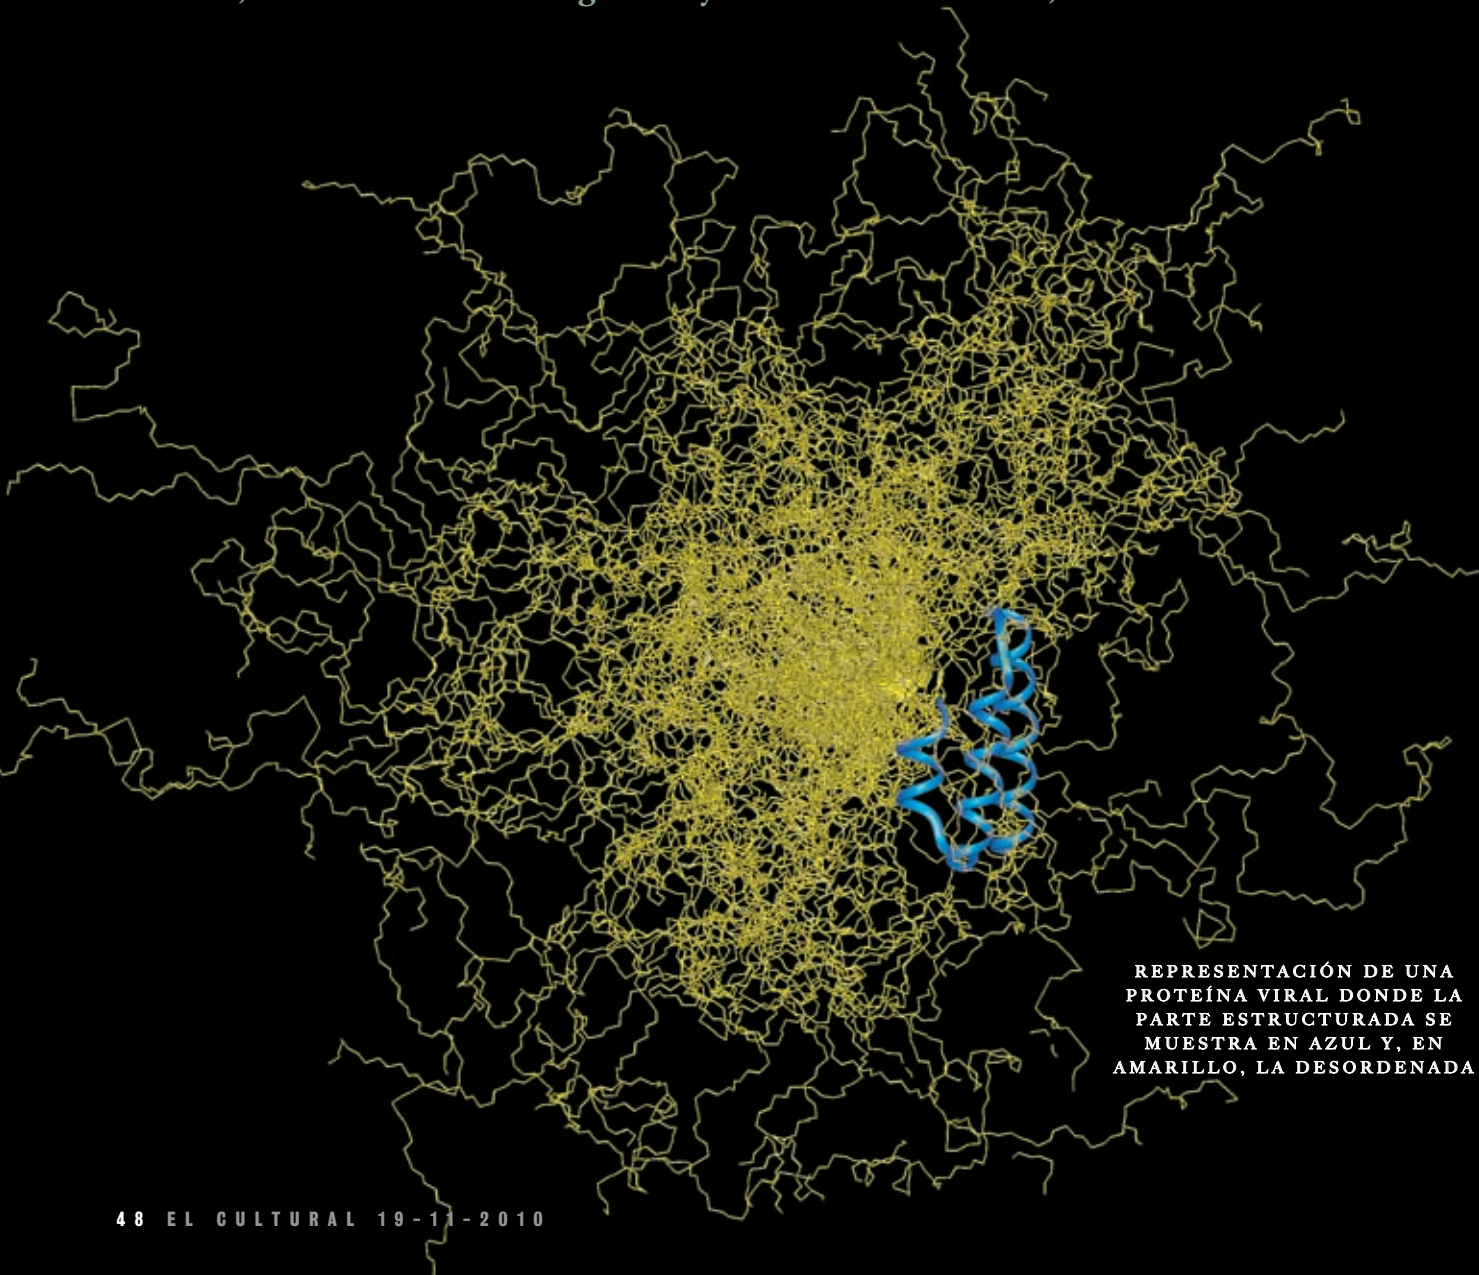 REPRESENTACIÓN DE UNA
PROTEÍNA VIRAL DONDE LA
PARTE ESTRUCTURADA SE
MUESTRA EN AZUL Y, EN
AMARILLO, LA DESORDENADA
48 EL CULTURAL 19-11-2010